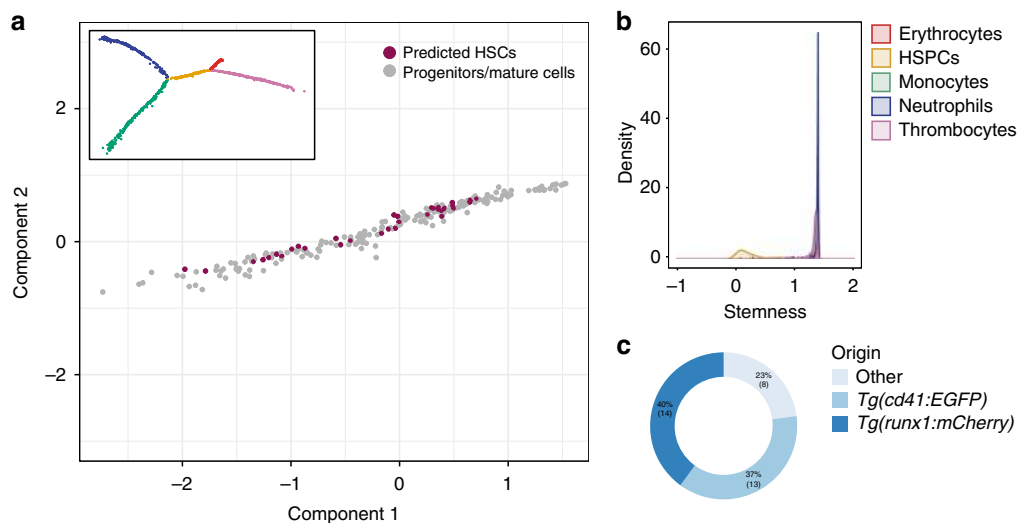 a
Predicted HSCs
Progenitors/mature cells
Component 2
2
0
−2
−2
−1
0
1
Component 1
b
Density
60
40
20
0
−1
0
1
2
Stemness
Erythrocytes
HSPCs
Monocytes
Neutrophils
Thrombocytes
c
23%
(8)
40%
(14)
37%
(13)
Origin
Other
Tg(cd41:EGFP)
Tg(runx1:mCherry)